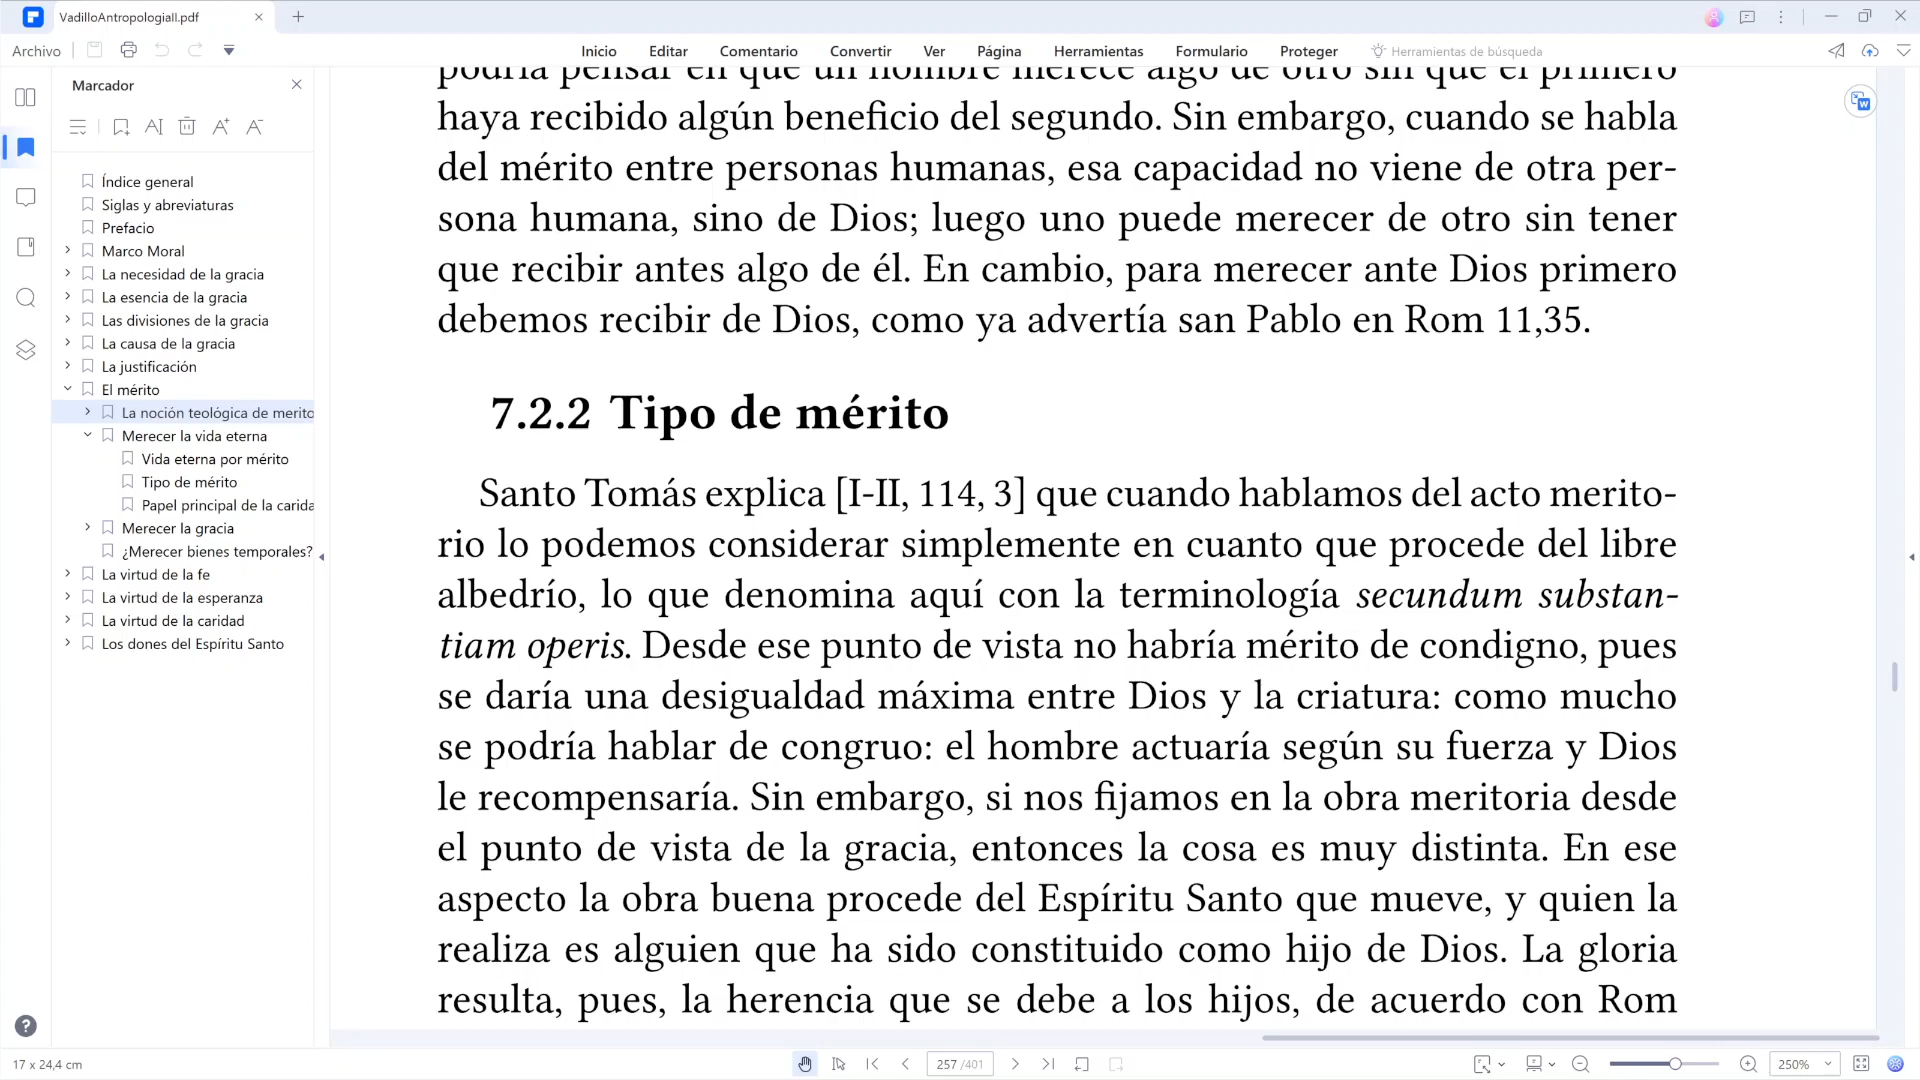 VadilloAntropologiaII.pdf
Archivo
Inicio
Editar
Comentario
Convertir
Ver
Página
Herramientas
Formulario
Proteger
Herramientas de búsqueda
Marcador
Índice general
Siglas y abreviaturas
Prefacio
Marco Moral
La necesidad de la gracia
La esencia de la gracia
Las divisiones de la gracia
La causa de la gracia
La justificación
El mérito
La noción teológica de merito
Merecer la vida eterna
Vida eterna por mérito
Tipo de mérito
Papel principal de la carida
Merecer la gracia
¿Merecer bienes temporales?
La virtud de la fe
La virtud de la esperanza
La virtud de la caridad
Los dones del Espíritu Santo
podría pensar en que un hombre merece algo de otro sin que el primero
haya recibido algún beneficio del segundo. Sin embargo, cuando se habla
del mérito entre personas humanas, esa capacidad no viene de otra per-
sona humana, sino de Dios; luego uno puede merecer de otro sin tener
que recibir antes algo de él. En cambio, para merecer ante Dios primero
debemos recibir de Dios, como ya advertía san Pablo en Rom 11,35.
7.2.2 Tipo de mérito
Santo Tomás explica [I-II, 114, 3] que cuando hablamos del acto merito-
rio lo podemos considerar simplemente en cuanto que procede del libre
albedrío, lo que denomina aquí con la terminología secundum substan-
tiam operis. Desde ese punto de vista no habría mérito de condigno, pues
se daría una desigualdad máxima entre Dios y la criatura: como mucho
se podría hablar de congruo: el hombre actuaría según su fuerza y Dios
le recompensaría. Sin embargo, si nos fijamos en la obra meritoria desde
el punto de vista de la gracia, entonces la cosa es muy distinta. En ese
aspecto la obra buena procede del Espíritu Santo que mueve, y quien la
realiza es alguien que ha sido constituido como hijo de Dios. La gloria
resulta, pues, la herencia que se debe a los hijos, de acuerdo con Rom
17 x 24,4 cm
257 /401
250%